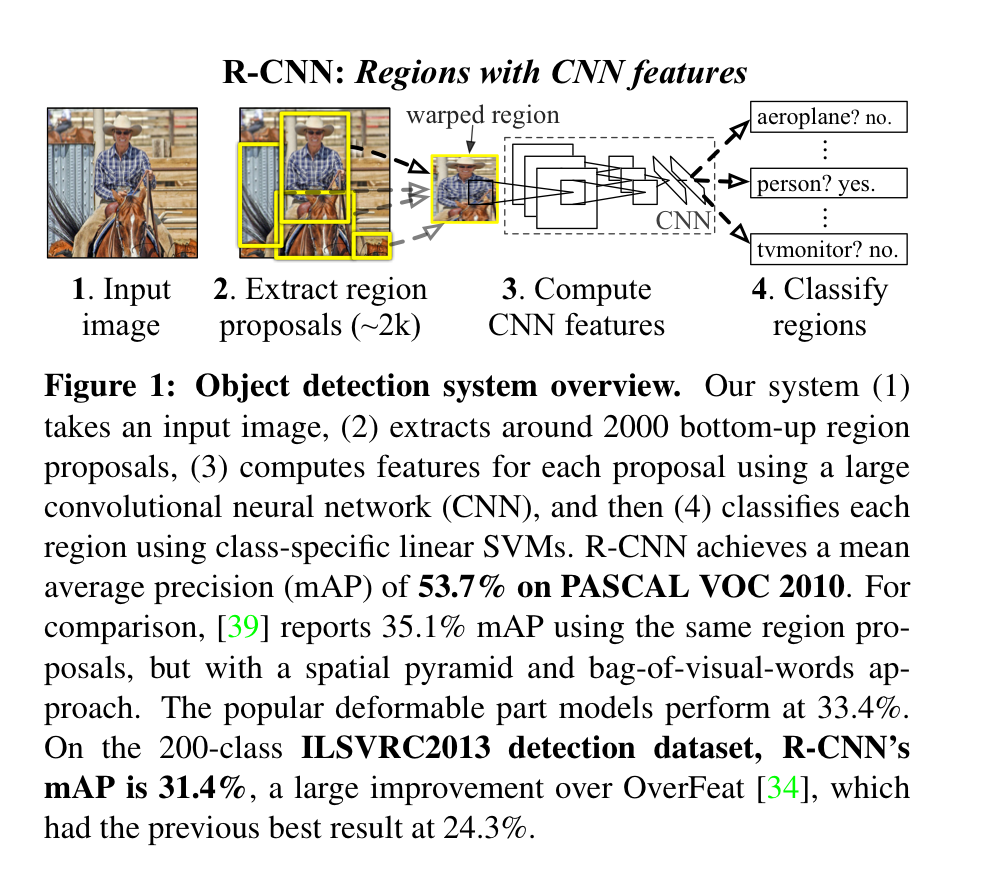 R-CNN: Regions with CNN features
warped region
aeroplane? no.
person? yes.
tvmonitor? no.
CNN
1. Input image
2. Extract region proposals (~2k)
3. Compute CNN features
4. Classify regions
Figure 1: Object detection system overview. Our system (1)
takes an input image, (2) extracts around 2000 bottom-up region
proposals, (3) computes features for each proposal using a large
convolutional neural network (CNN), and then (4) classifies each
region using class-specific linear SVMs. R-CNN achieves a mean
average precision (mAP) of 53.7% on PASCAL VOC 2010. For
comparison, [39] reports 35.1% mAP using the same region pro-
posals, but with a spatial pyramid and bag-of-visual-words ap-
proach. The popular deformable part models perform at 33.4%.
On the 200-class ILSVRC2013 detection dataset, R-CNN’s
mAP is 31.4%, a large improvement over OverFeat [34], which
had the previous best result at 24.3%.